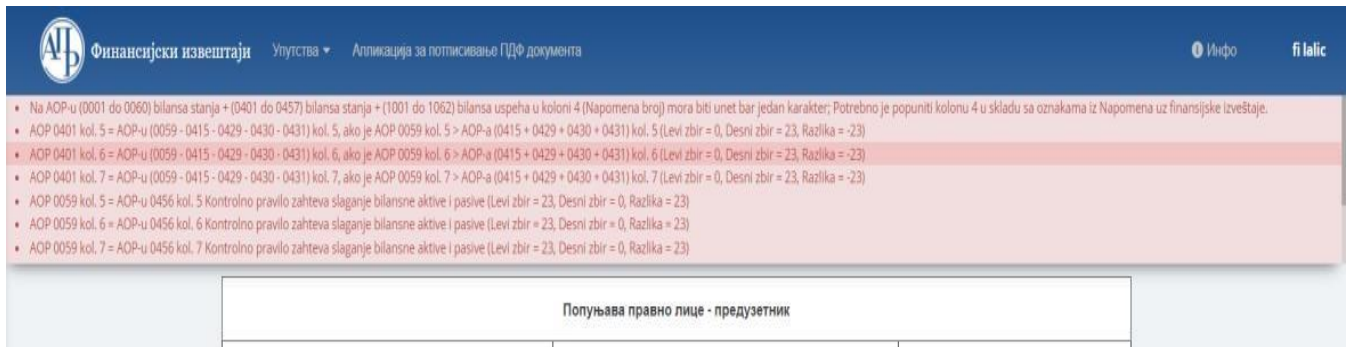 АПР Финансијски извештаји Упутства Апликација за потписивање ПДФ документа Инфо fi lalic
• Na AOP-u (0001 do 0060) bilansa stanja + (0401 do 0457) bilansa stanja + (1001 do 1062) bilansa uspeha u koloni 4 (Napomena broj) mora biti unet bar jedan karakter; Potrebno je popuniti kolonu 4 u skladu sa oznakama iz Napomena uz finansijske izveštaje.
• AOP 0401 kol. 5 = AOP-u (0059 - 0415 - 0429 - 0430 - 0431) kol. 5, ako je AOP 0059 kol. 5 > AOP-a (0415 + 0429 + 0430 + 0431) kol. 5 (Levi zbir = 0, Desni zbir = 23, Razlika = -23)
• AOP 0401 kol. 6 = AOP-u (0059 - 0415 - 0429 - 0430 - 0431) kol. 6, ako je AOP 0059 kol. 6 > AOP-a (0415 + 0429 + 0430 + 0431) kol. 6 (Levi zbir = 0, Desni zbir = 23, Razlika = -23)
• AOP 0401 kol. 7 = AOP-u (0059 - 0415 - 0429 - 0430 - 0431) kol. 7, ako je AOP 0059 kol. 7 > AOP-a (0415 + 0429 + 0430 + 0431) kol. 7 (Levi zbir = 0, Desni zbir = 23, Razlika = -23)
• AOP 0059 kol. 5 = AOP-u 0456 kol. 5 Kontrolno pravilo zahteva slaganje bilansne aktive i pasive (Levi zbir = 23, Desni zbir = 0, Razlika = 23)
• AOP 0059 kol. 6 = AOP-u 0456 kol. 6 Kontrolno pravilo zahteva slaganje bilansne aktive i pasive (Levi zbir = 23, Desni zbir = 0, Razlika = 23)
• AOP 0059 kol. 7 = AOP-u 0456 kol. 7 Kontrolno pravilo zahteva slaganje bilansne aktive i pasive (Levi zbir = 23, Desni zbir = 0, Razlika = 23)
Попуњава правно лице - предузетник